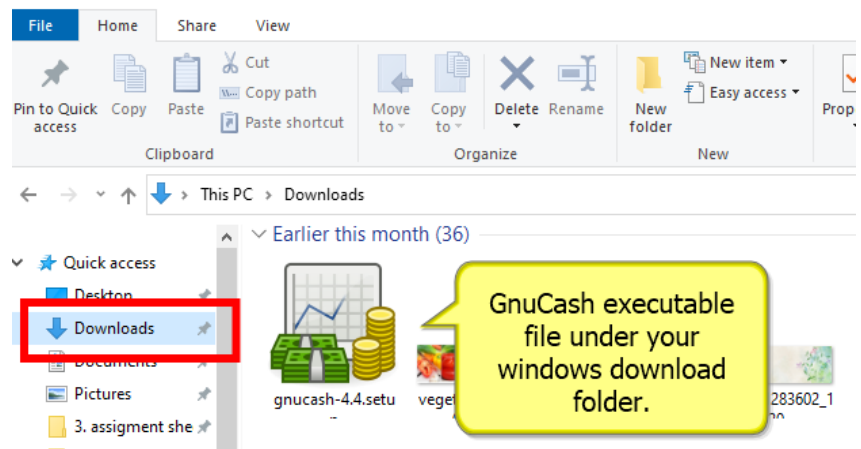 File Home Share View
Pin to Quick access
Copy
Paste
Cut
Copy path
Paste shortcut
Clipboard
Move to
Copy to
Delete
Rename
Organize
New folder
New item
Easy access
New
This PC > Downloads
Earlier this month (36)
Quick access
Desktop
Downloads
Documents
Pictures
3. assigment she
gnucash-4.4.setu
GnuCash executable
file under your
windows download
folder.
283602_1